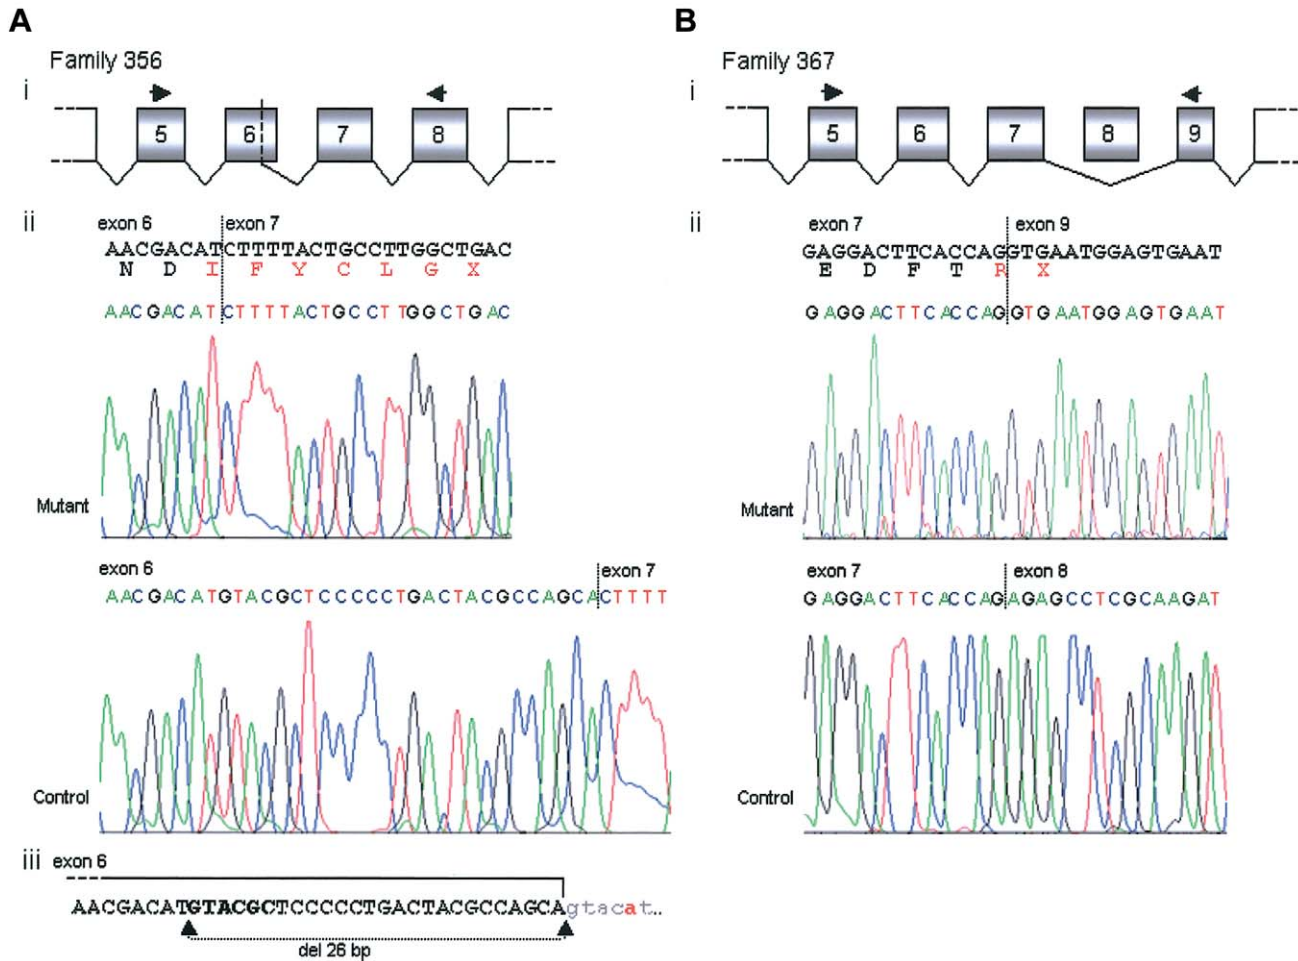 A
Family 356
i
5 6 7 8
ii
exon 6 exon 7
AACGACATCTTTTACTGCCTTGGCTGAC
N D I F Y C L G X
AACGACATCTTTTACTGCCTTGGCTGAC
Mutant
exon 6 exon 7
AACGACATGTACGCTCCCCCTGACTACGCCAGCACTTTT
Control
iii exon 6
AACGACATGTACGCTCCCCCTGACTACGCCAGCAgtacat..
del 26 bp
B
Family 367
i
5 6 7 8 9
ii
exon 7 exon 9
GAGGACTTCACCAGGTGAATGGAGTGAAT
E D F T R X
GAGGACTTCACCAGGTGAATGGAGTGAAT
Mutant
exon 7 exon 8
GAGGACTTCACCAGAGAGCCTCGCAAGAT
Control